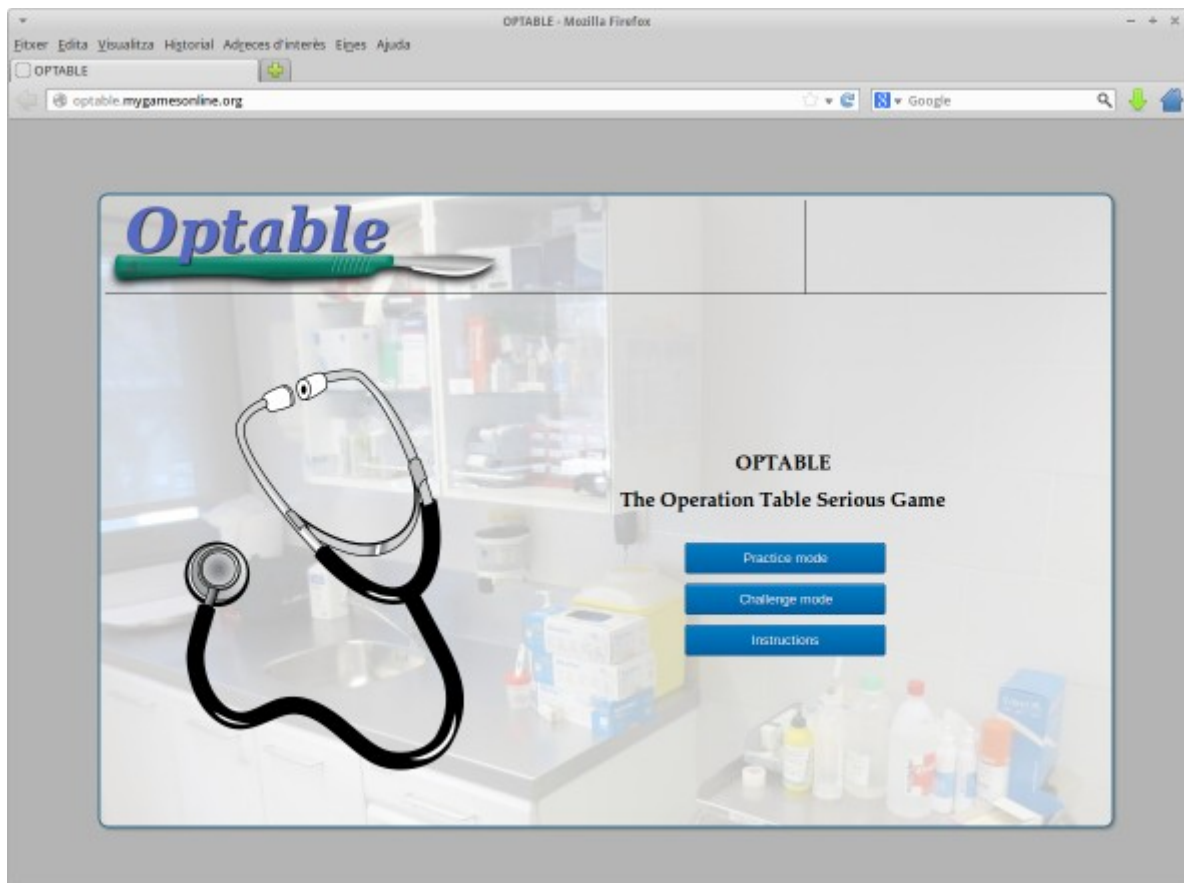 OPTABLE - Mozilla Firefox
Fitxer Edita Visualitza Historial Adreces d'interès Eines Ajuda
OPTABLE
optable.mygamesonline.org
Google
Optable
OPTABLE
The Operation Table Serious Game
Practice mode
Challenge mode
Instructions